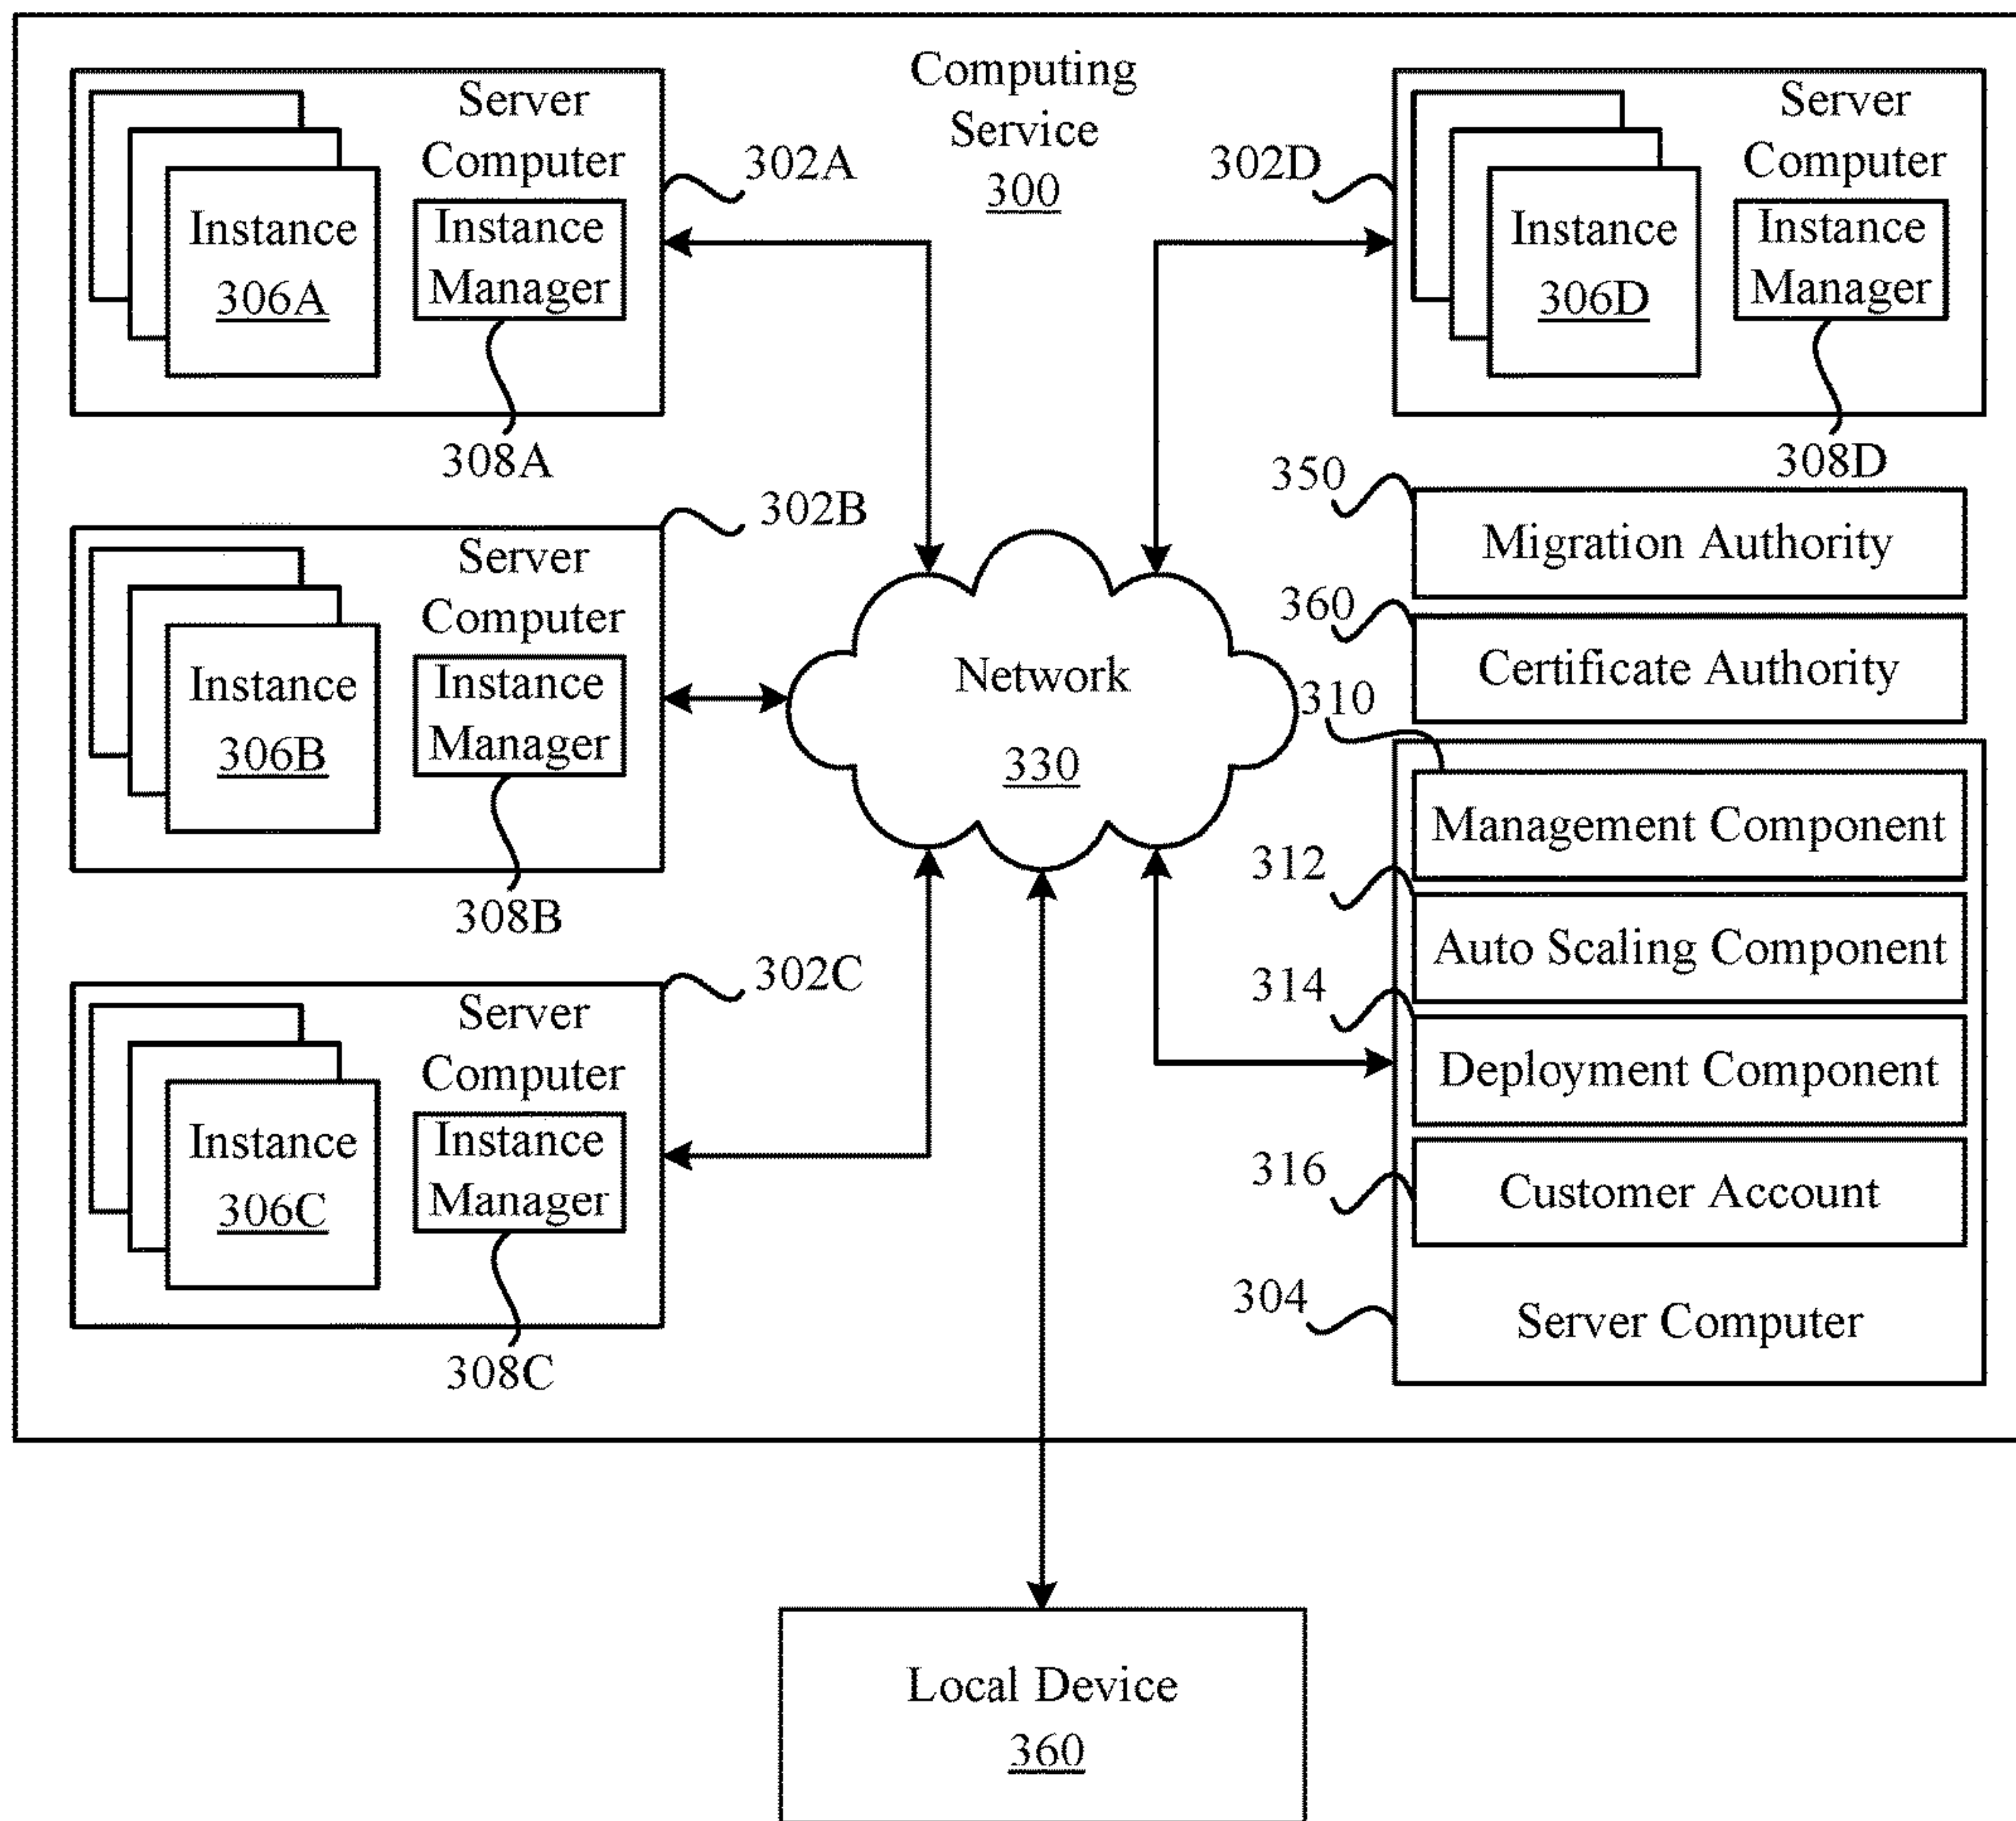 Computing
Service
300
Server
Computer
Instance
306A
Instance
Manager
302A
308A
Server
Computer
Instance
306B
Instance
Manager
302B
308B
Server
Computer
Instance
306C
Instance
Manager
302C
308C
Network
330
302D
Server
Computer
Instance
306D
Instance
Manager
308D
350
Migration Authority
360
Certificate Authority
310
Management Component
312
Auto Scaling Component
314
Deployment Component
316
Customer Account
304
Server Computer
Local Device
360